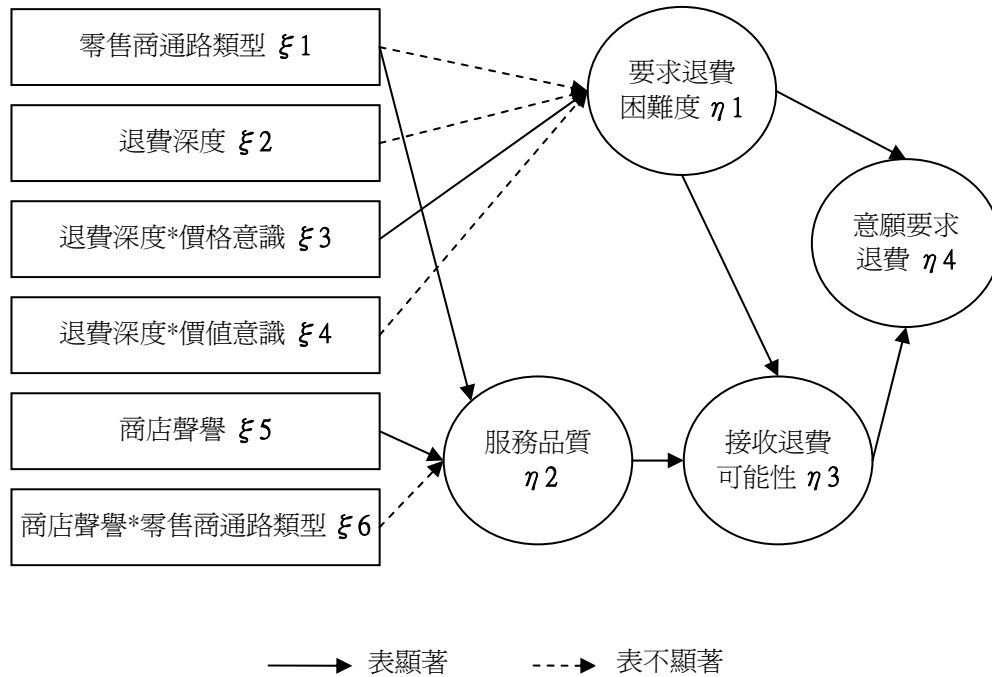 零售商通路類型 ξ1
退費深度 ξ2
退費深度*價格意識 ξ3
退費深度*價值意識 ξ4
商店聲譽 ξ5
商店聲譽*零售商通路類型 ξ6
要求退費
困難度 η1
意願要求
退費 η4
服務品質
η2
接收退費
可能性 η3
表顯著
表不顯著